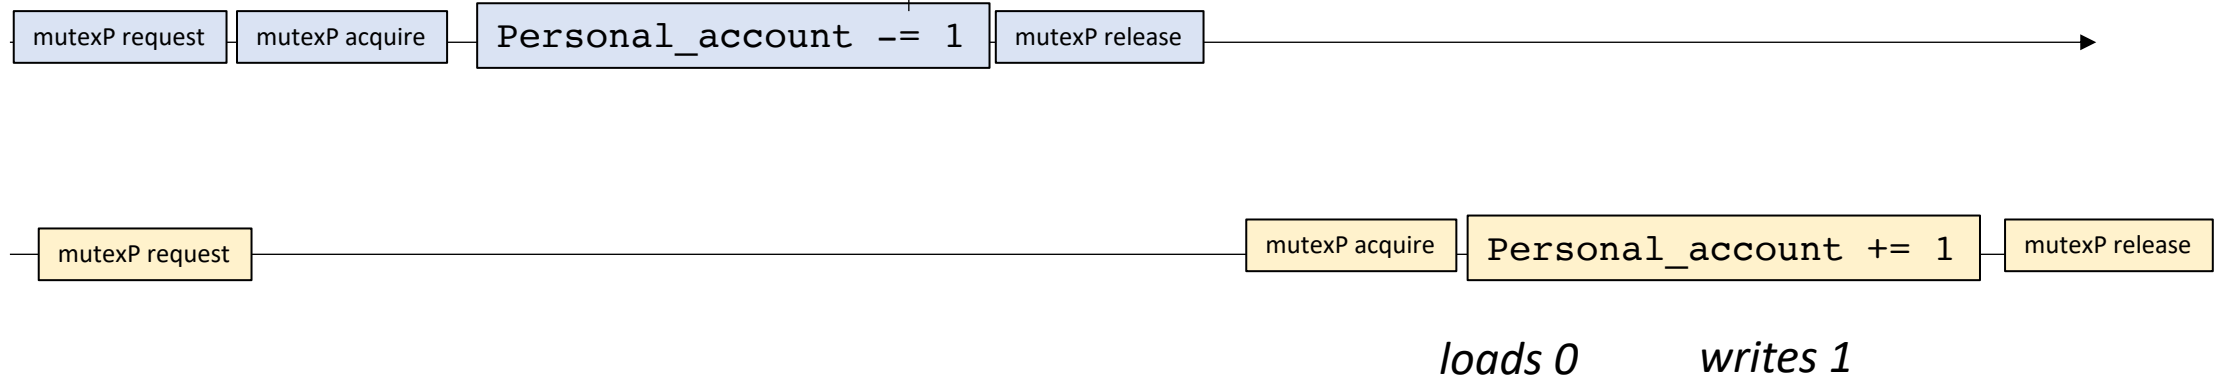 mutexP request mutexP acquire Personal_account -= 1 mutexP release
mutexP request mutexP acquire Personal_account += 1 mutexP release
loads 0 writes 1